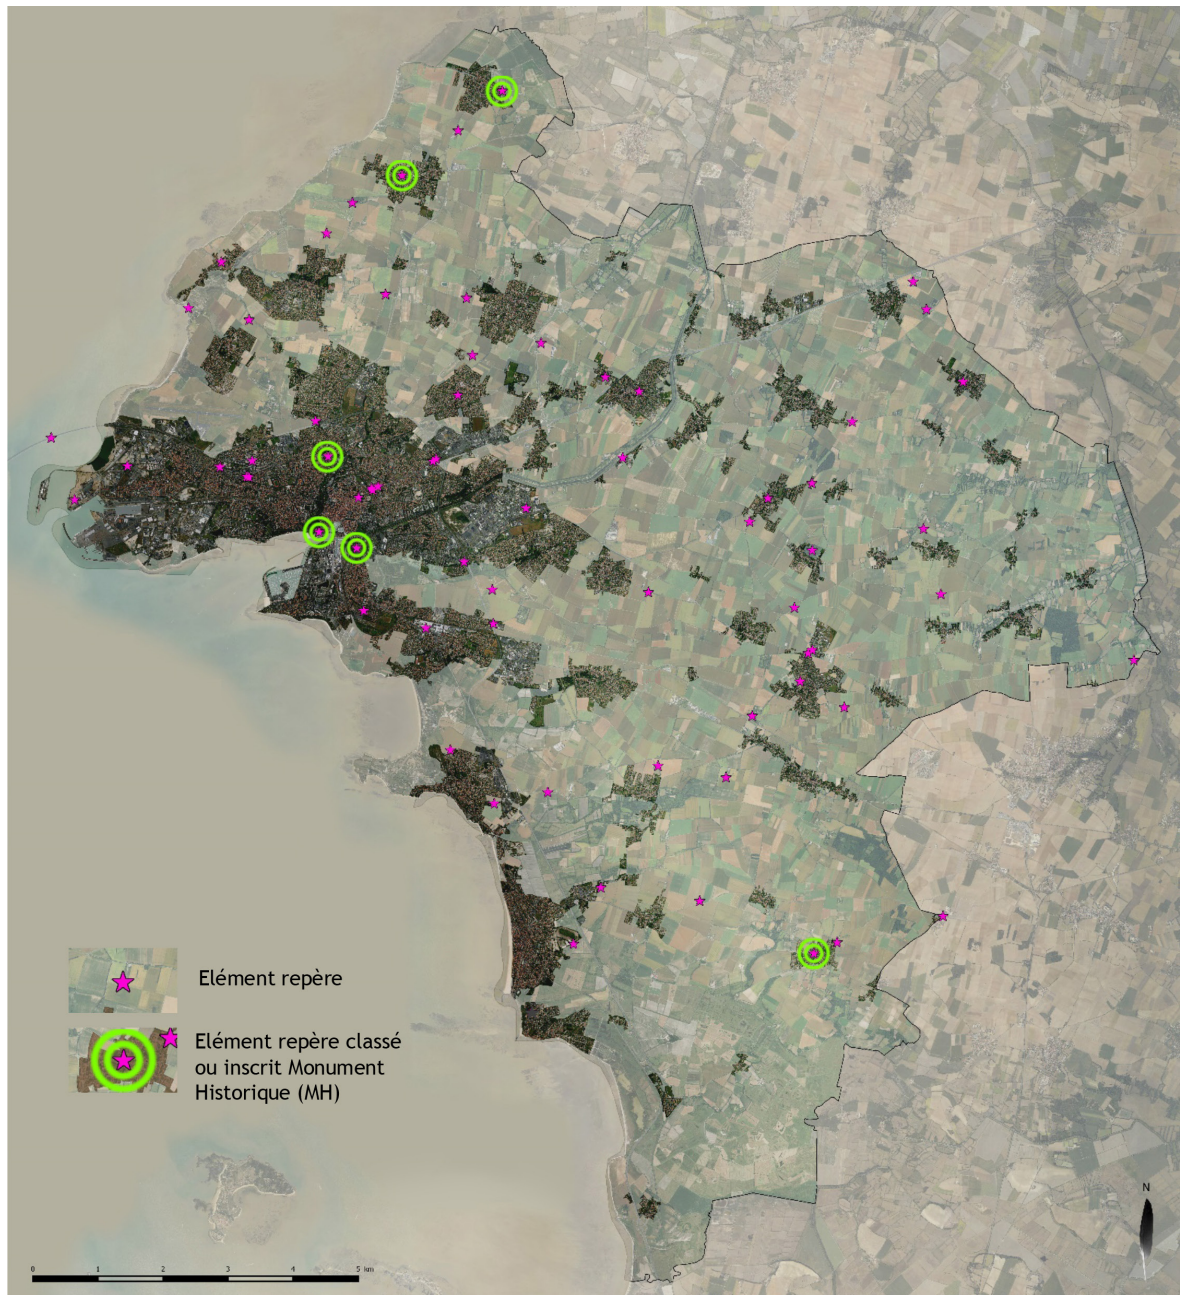 Elément repère
Elément repère classé
ou inscrit Monument
Historique (MH)
N
0 1 2 3 4 5 km